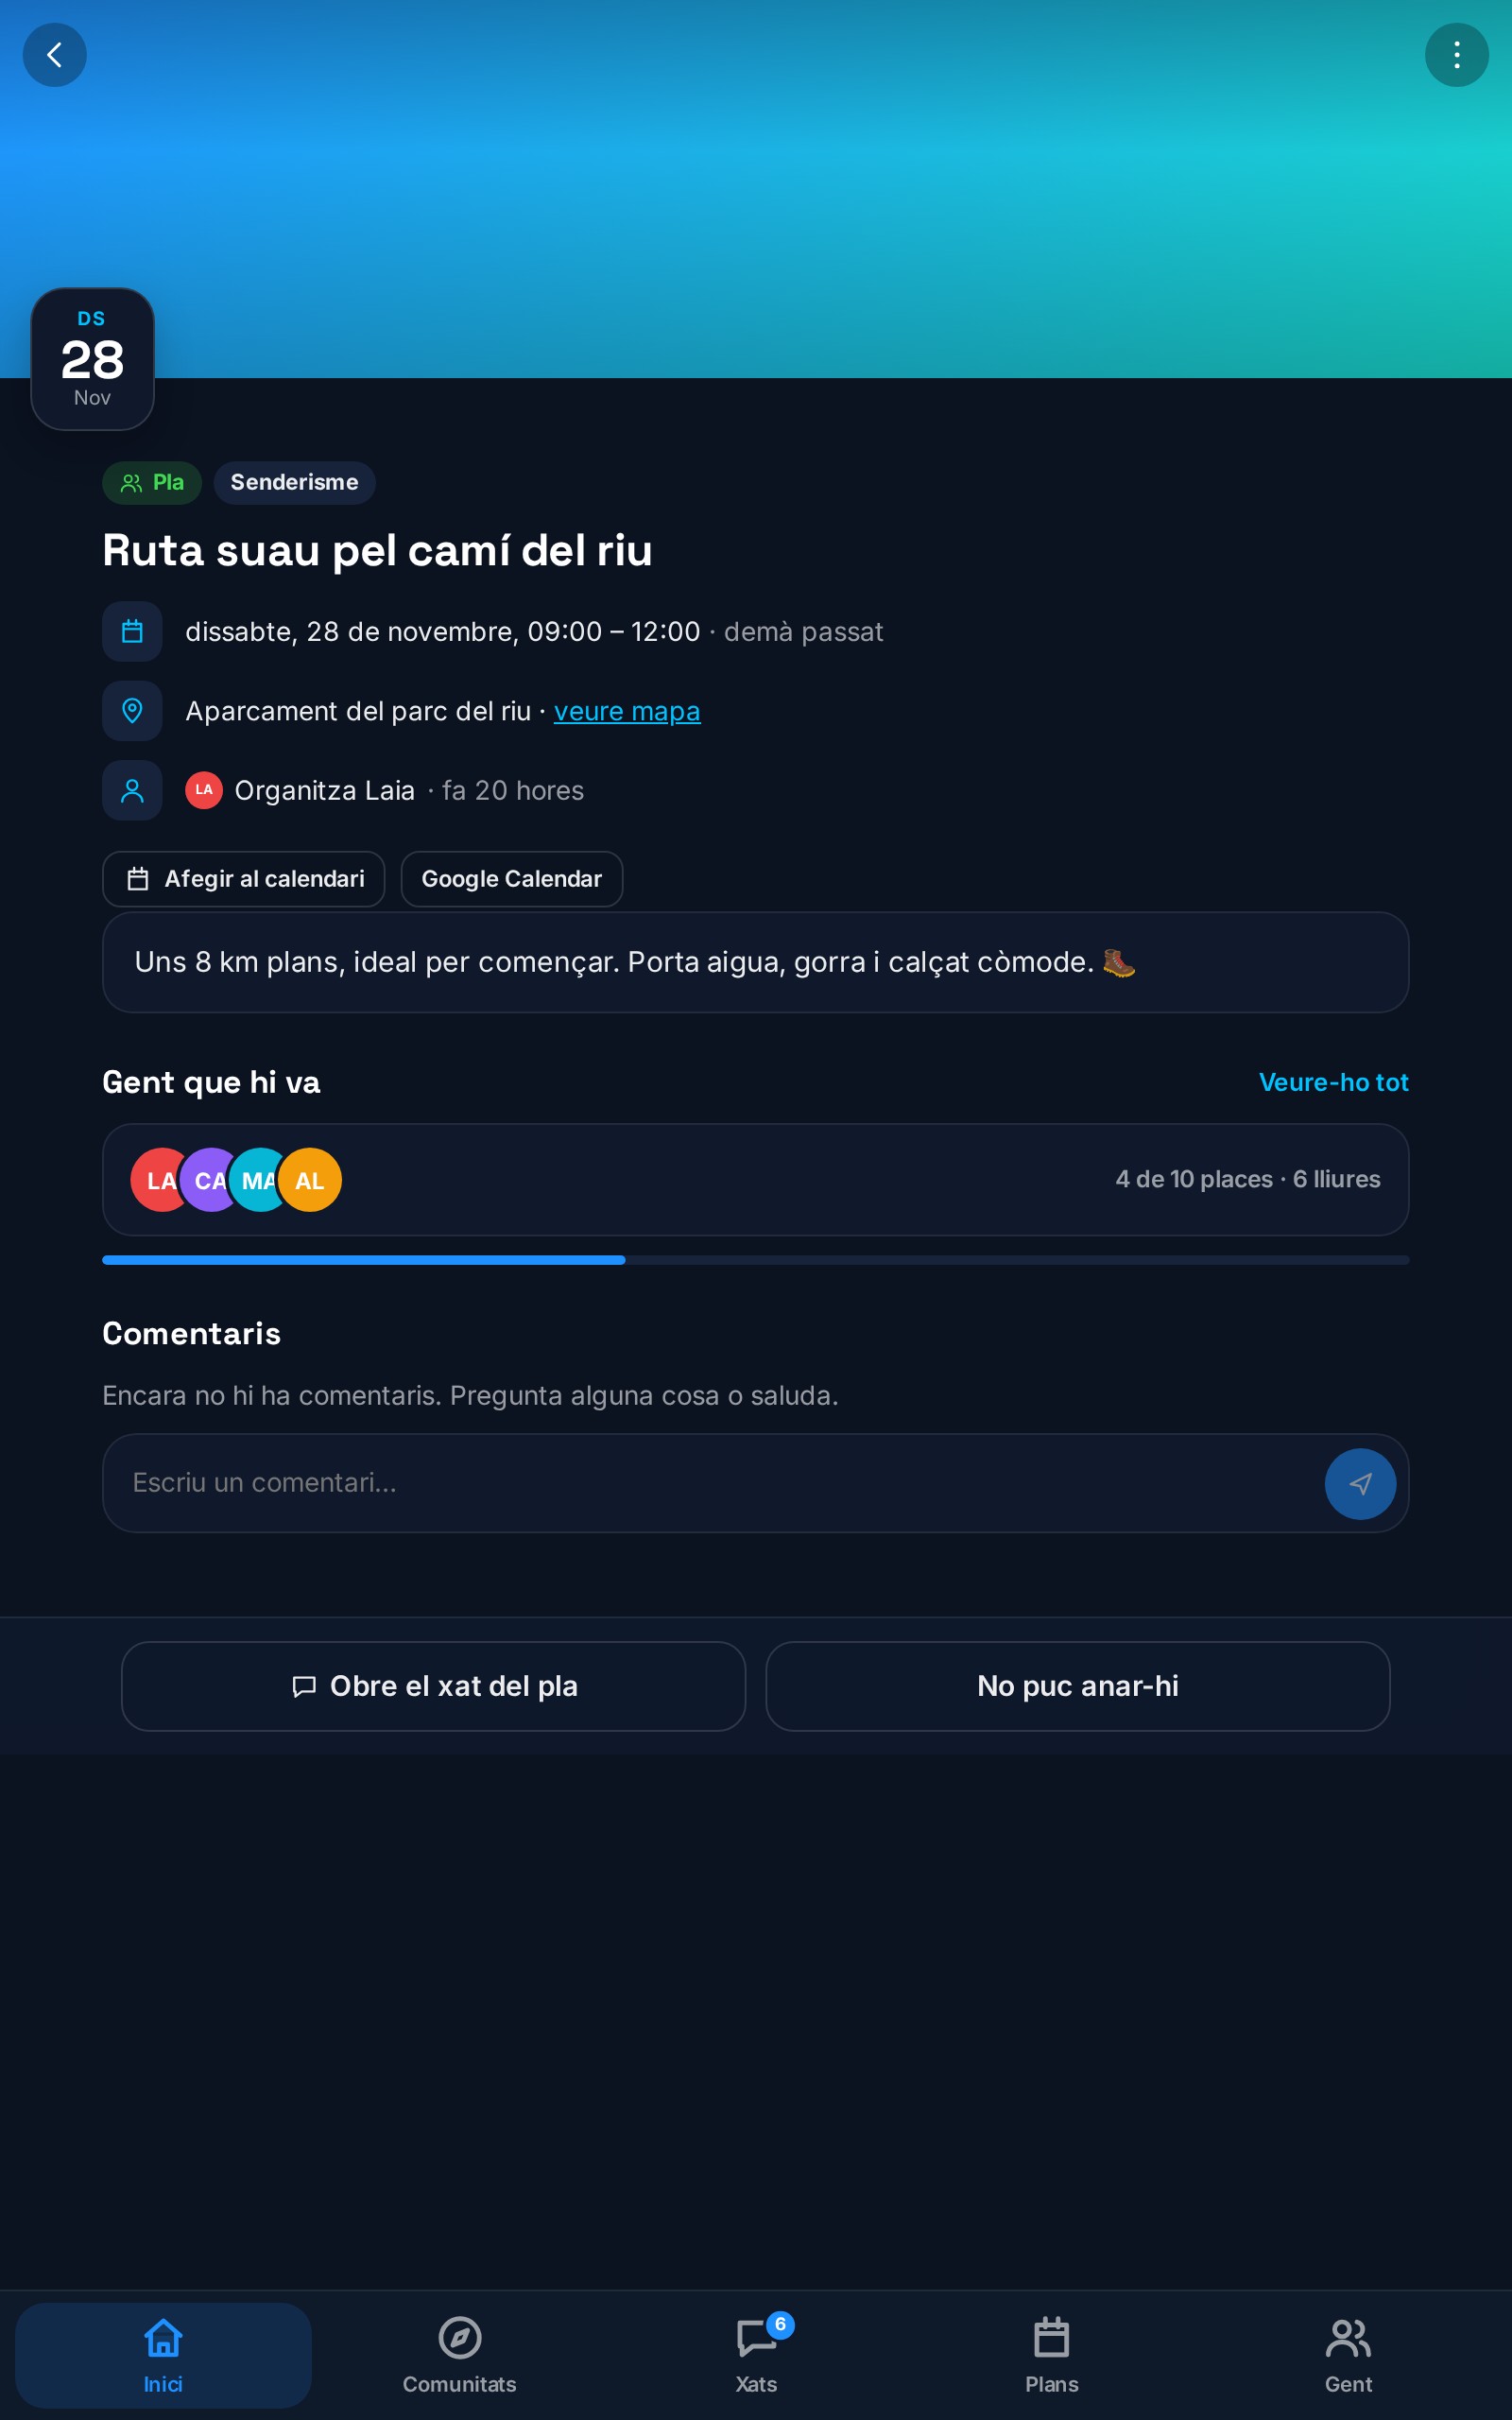 DS
28
Nov
Pla
Senderisme
Ruta suau pel camí del riu
dissabte, 28 de novembre, 09:00 – 12:00 · demà passat
Aparcament del parc del riu · veure mapa
LA Organitza Laia · fa 20 hores
Afegir al calendari
Google Calendar
Uns 8 km plans, ideal per començar. Porta aigua, gorra i calçat còmode. 🥾
Gent que hi va
Veure-ho tot
LA CA MA AL
4 de 10 places · 6 lliures
Comentaris
Encara no hi ha comentaris. Pregunta alguna cosa o saluda.
Escriu un comentari...
Obre el xat del pla
No puc anar-hi
6
Inici
Comunitats
Xats
Plans
Gent